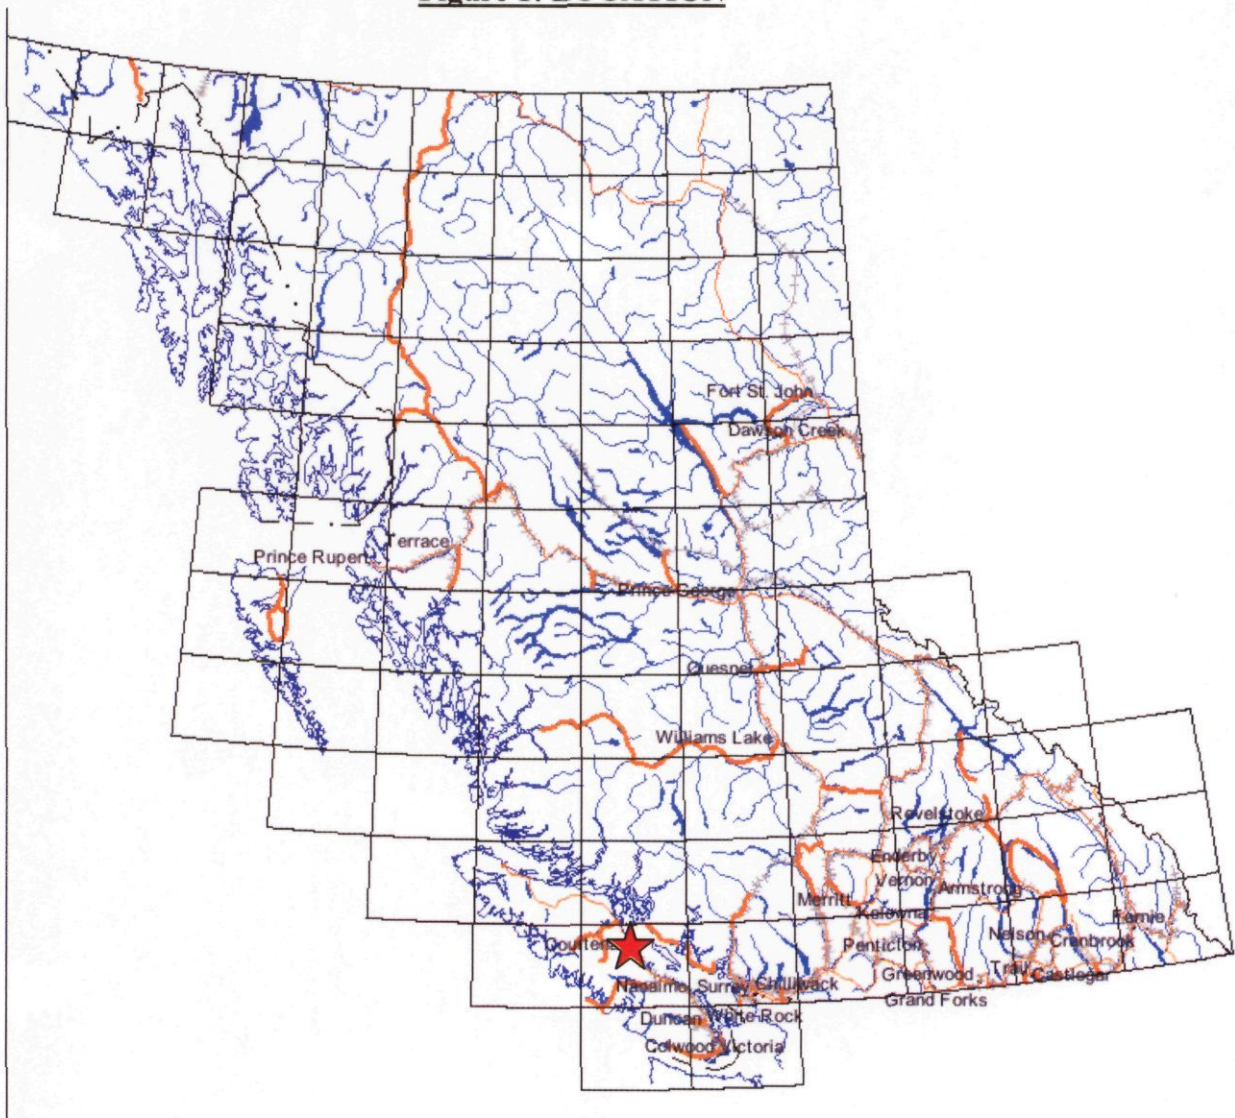 Fort St. John
Dawson Creek
Terrace
Prince Rupert
Prince George
Quesnel
Williams Lake
Revelstoke
Enderby
Vernon
Armstrong
Merritt
Kelowna
Fernie
Nelson
Cranbrook
Penticton
Trail
Castlegar
Greenwood
Grand Forks
Nanaimo
Surrey
Chilliwack
Duncan
White Rock
Colwood
Victoria